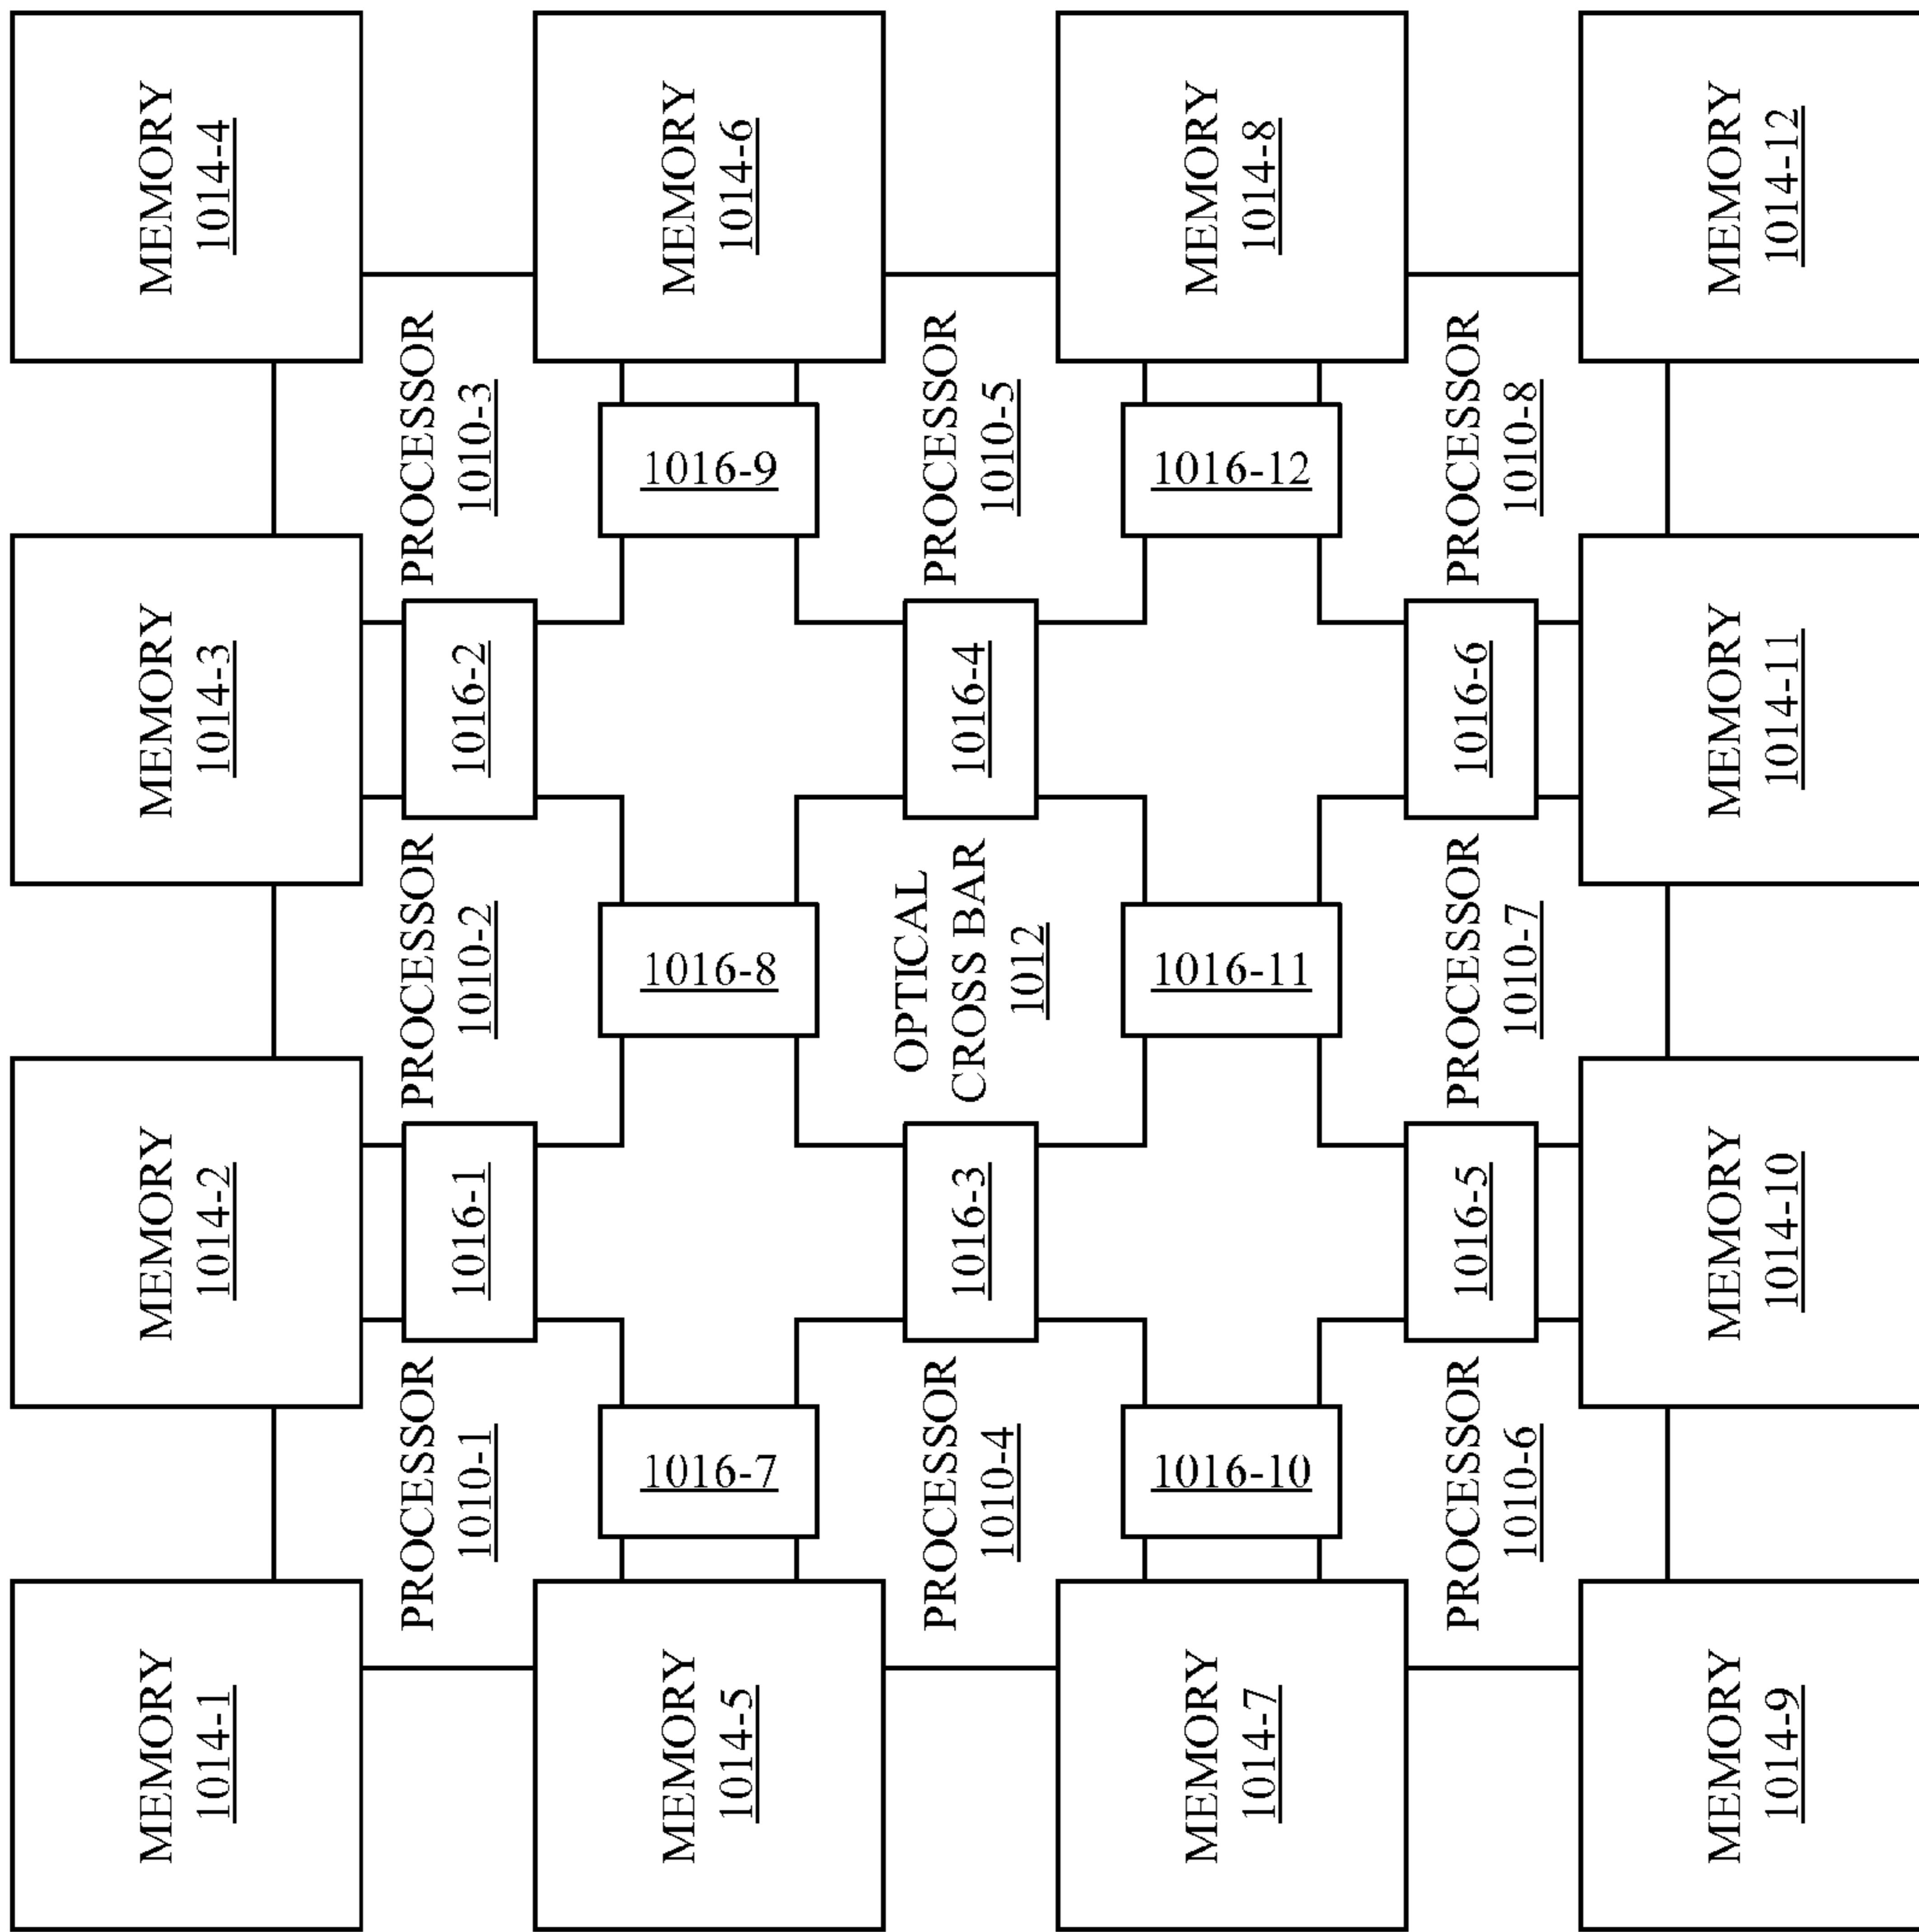 MEMORY
1014-1
MEMORY
1014-2
MEMORY
1014-3
MEMORY
1014-4
PROCESSOR
1010-1
1016-1
PROCESSOR
1010-2
1016-2
PROCESSOR
1010-3
MEMORY
1014-5
1016-7
1016-8
1016-9
MEMORY
1014-6
PROCESSOR
1010-4
1016-3
OPTICAL
CROSS BAR
1012
1016-4
PROCESSOR
1010-5
MEMORY
1014-7
1016-10
1016-11
1016-12
MEMORY
1014-8
PROCESSOR
1010-6
1016-5
PROCESSOR
1010-7
1016-6
PROCESSOR
1010-8
MEMORY
1014-9
MEMORY
1014-10
MEMORY
1014-11
MEMORY
1014-12